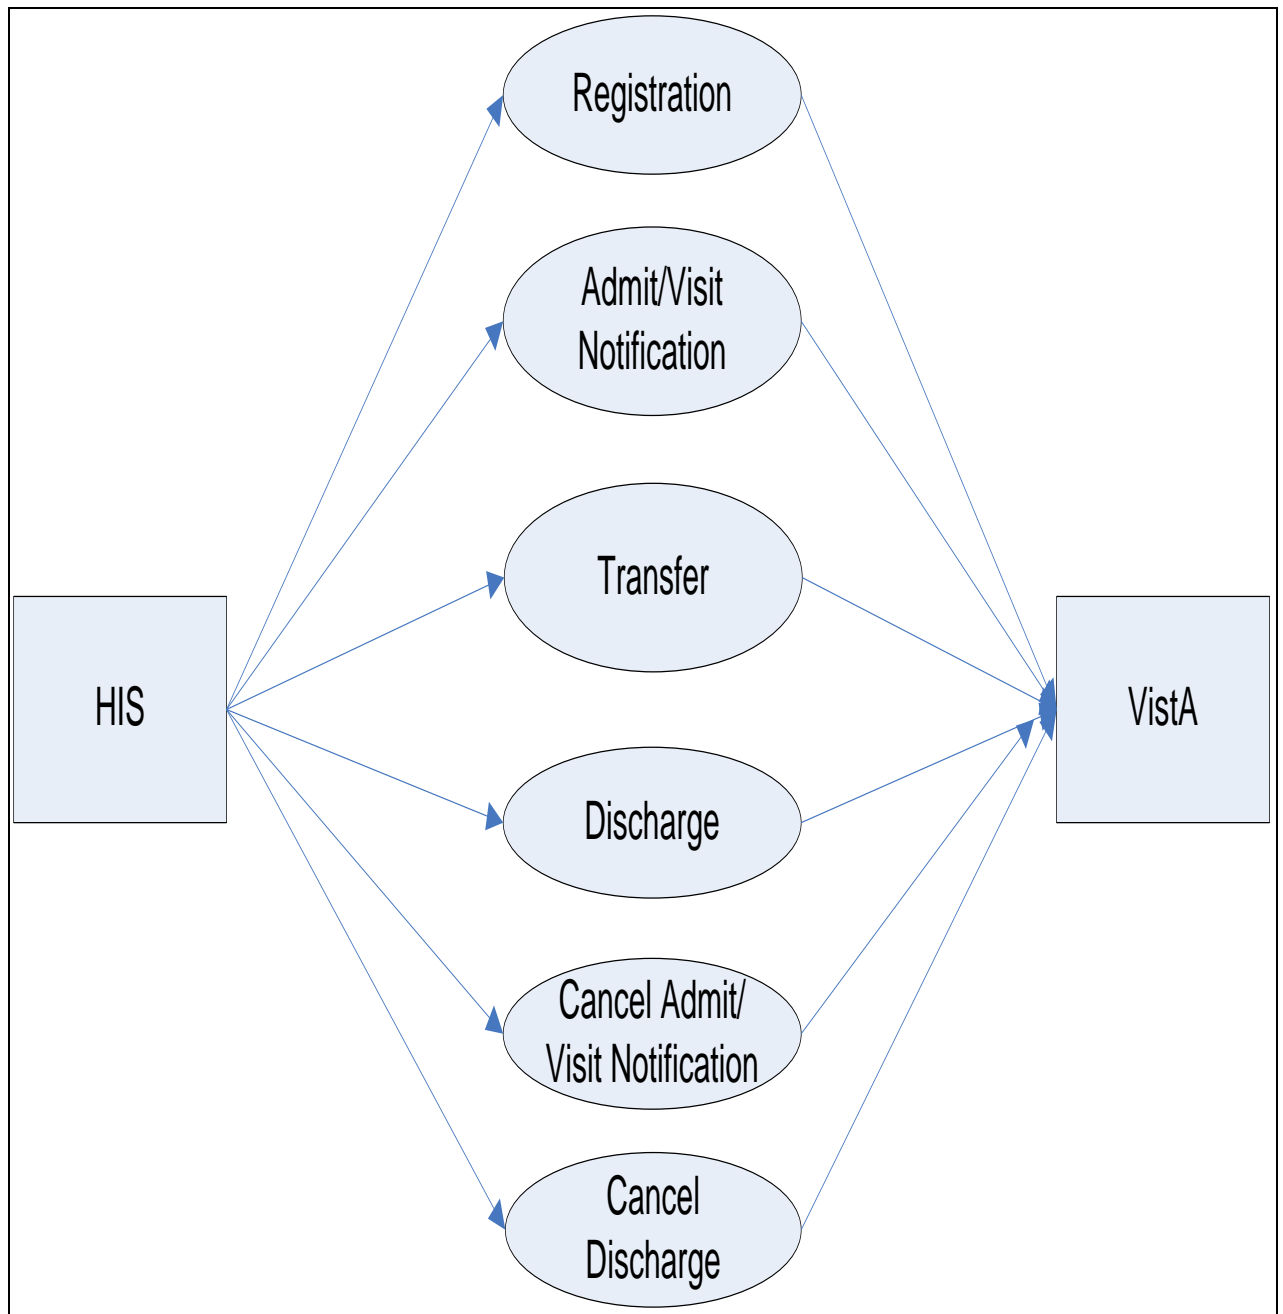 Registration
Admit/Visit
Notification
Transfer
HIS
VistA
Discharge
Cancel Admit/
Visit Notification
Cancel
Discharge